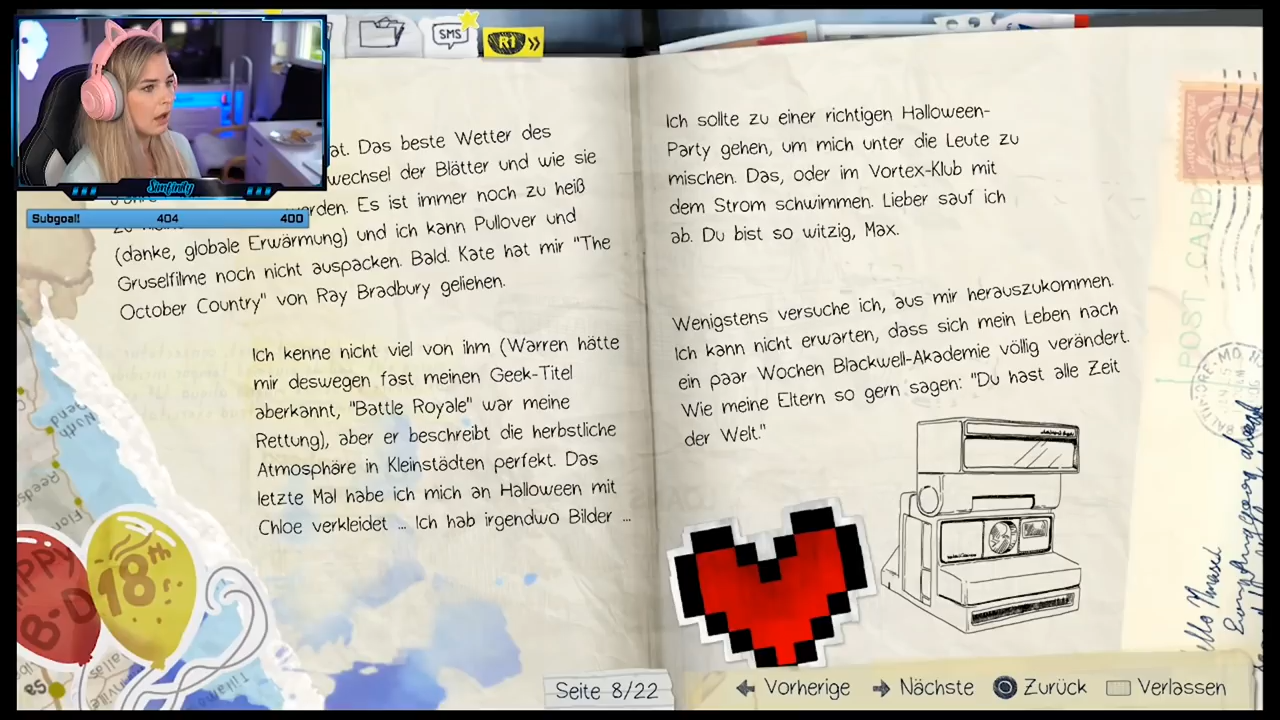 SMS
R1
Simfinity
Subgoal! 404 400
at. Das beste Wetter des
wechsel der Blätter und wie sie
orden. Es ist immer noch zu heiß
(danke, globale Erwärmung) und ich kann Pullover und
Gruselfilme noch nicht auspacken. Bald. Kate hat mir "The
October Country" von Ray Bradbury geliehen.
Ich kenne nicht viel von ihm (Warren hätte
mir deswegen fast meinen Geek-Titel
aberkannt, "Battle Royale" war meine
Rettung), aber er beschreibt die herbstliche
Atmosphäre in Kleinstädten perfekt. Das
letzte Mal habe ich mich an Halloween mit
Chloe verkleidet ... Ich hab irgendwo Bilder ...
Ich sollte zu einer richtigen Halloween-
Party gehen, um mich unter die Leute zu
mischen. Das, oder im Vortex-Klub mit
dem Strom schwimmen. Lieber sauf ich
ab. Du bist so witzig, Max.
Wenigstens versuche ich, aus mir herauszukommen.
Ich kann nicht erwarten, dass sich mein Leben nach
ein paar Wochen Blackwell-Akademie völlig verändert.
Wie meine Eltern so gern sagen: "Du hast alle Zeit
der Welt."
POST CARD
18th
B-D
Seite 8/22
Vorherige Nächste Zurück Verlassen